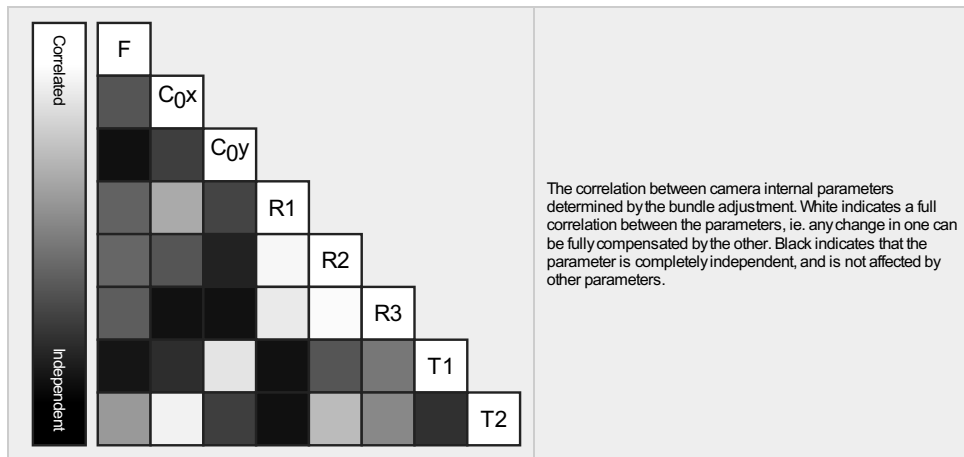 Correlated
Independent
F
C0x
C0y
R1
R2
R3
T1
T2
The correlation between camera internal parameters
determined by the bundle adjustment. White indicates a full
correlation between the parameters, ie. any change in one can
be fully compensated by the other. Black indicates that the
parameter is completely independent, and is not affected by
other parameters.